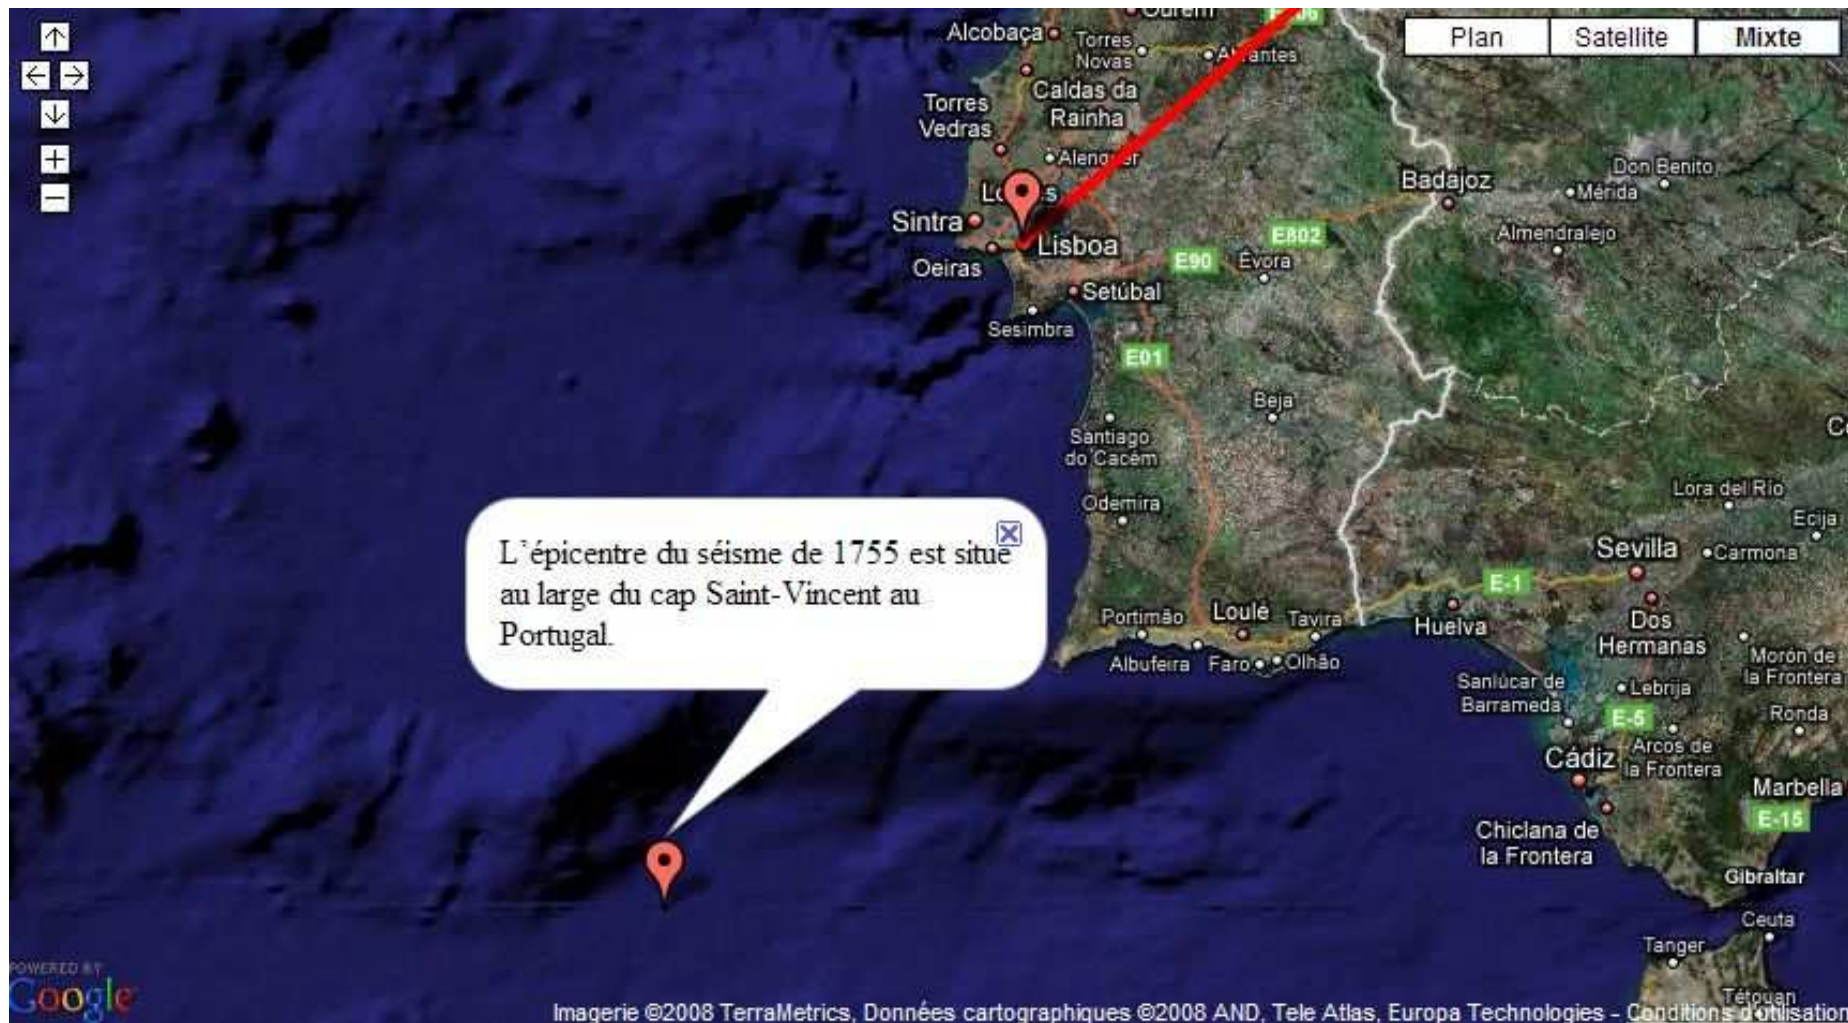 Ourem
Alcobaça
Torres
Novas
Plan
Satellite
Mixte
Caldas da
Rainha
Torres
Vedras
Alenquer
Badajoz
Don Benito
Mérida
Sintra
Lisboa
E802
Almendralejo
Oeiras
E90
Évora
Setúbal
Sesimbra
E01
Beja
Santiago
do Cacém
Odemira
Lora del Río
Ecija
L'épicentre du séisme de 1755 est situé
au large du cap Saint-Vincent au
Portugal.
Sevilla
Carmona
E-1
Portimão
Loulé
Tavira
Huelva
Dos
Hermanas
Albufeira
Faro
Olhão
Morón de
la Frontera
Sanlúcar de
Barrameda
Lebrija
E-5
Ronda
Cádiz
Arcos de
la Frontera
Marbella
E-15
Chiclana de
la Frontera
Gibraltar
Ceuta
Tanger
POWERED BY
Google
Tétouan
Imagerie ©2008 TerraMetrics, Données cartographiques ©2008 AND, Tele Atlas, Europa Technologies - Conditions d'utilisation